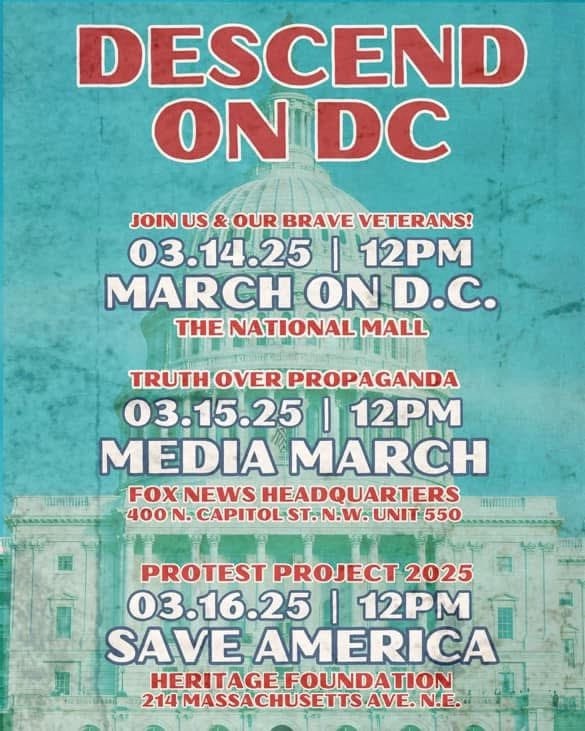 DESCEND
ON DC
JOIN US & OUR BRAVE VETERANS!
03.14.25 | 12PM
MARCH ON D.C.
THE NATIONAL MALL
TRUTH OVER PROPAGANDA
03.15.25 | 12PM
MEDIA MARCH
FOX NEWS HEADQUARTERS
400 N. CAPITOL ST. N.W. UNIT 550
PROTEST PROJECT 2025
03.16.25 | 12PM
SAVE AMERICA
HERITAGE FOUNDATION
214 MASSACHUSETTS AVE. N.E.